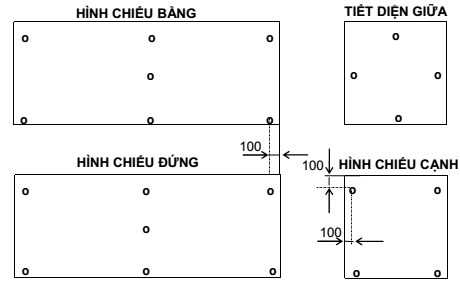 HÌNH CHIẾU BẰNG
TIẾT DIỆN GIỮA
100
HÌNH CHIẾU ĐỨNG
100
HÌNH CHIẾU CẠNH
100